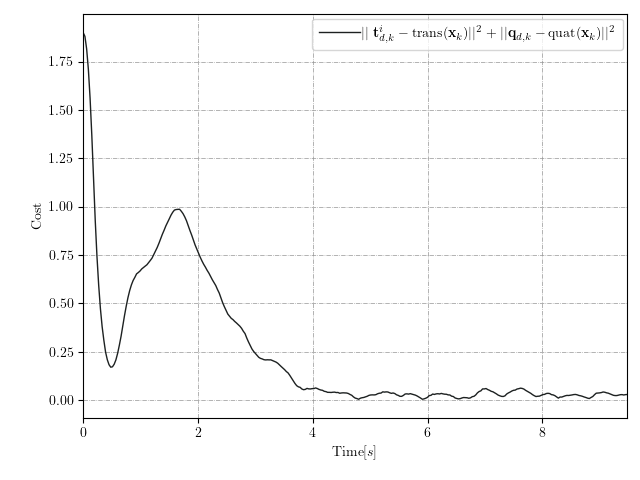 || t^i_{d,k} − trans(x_k)||² + ||q_{d,k} − quat(x_k)||²
1.75
1.50
1.25
1.00
0.75
0.50
0.25
0.00
Cost
0 2 4 6 8
Time[s]